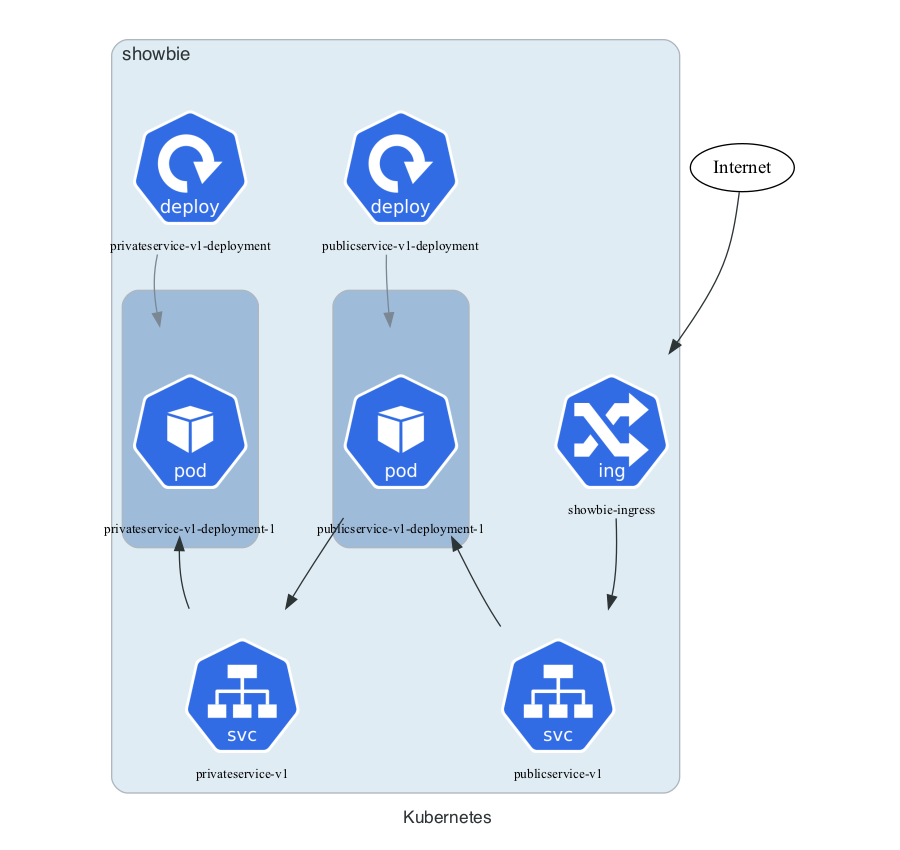 showbie
deploy
deploy
Internet
privateservice-v1-deployment
publicservice-v1-deployment
pod
pod
ing
showbie-ingress
privateservice-v1-deployment-1
publicservice-v1-deployment-1
svc
svc
privateservice-v1
publicservice-v1
Kubernetes